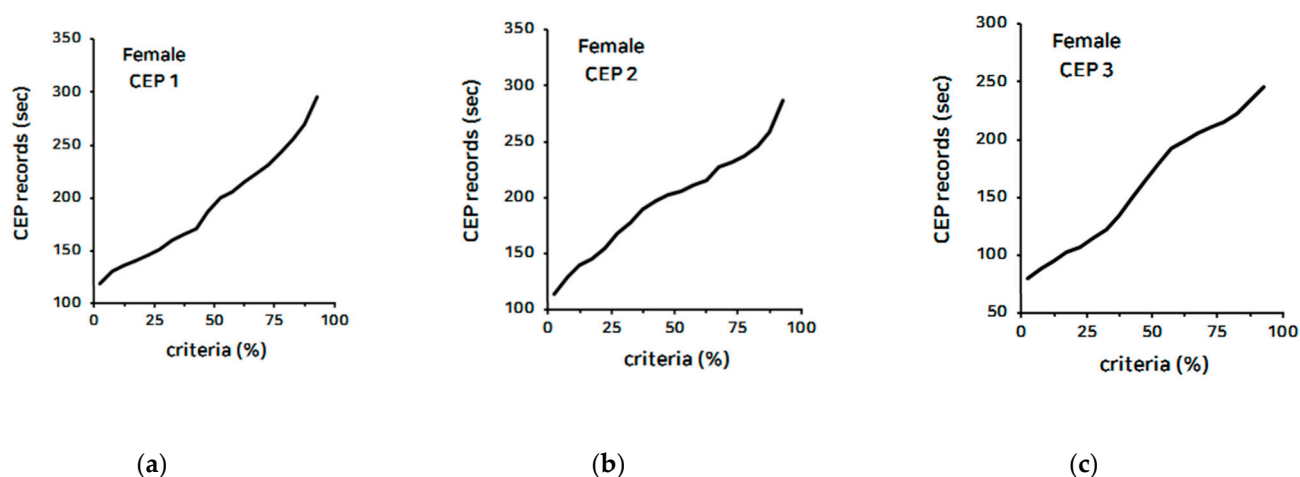 Female
CEP 1
CEP records (sec)
350
300
250
200
150
100
0 25 50 75 100
criteria (%)
(a)
Female
CEP 2
CEP records (sec)
350
300
250
200
150
100
0 25 50 75 100
criteria (%)
(b)
Female
CEP 3
CEP records (sec)
300
250
200
150
100
50
0 25 50 75 100
criteria (%)
(c)